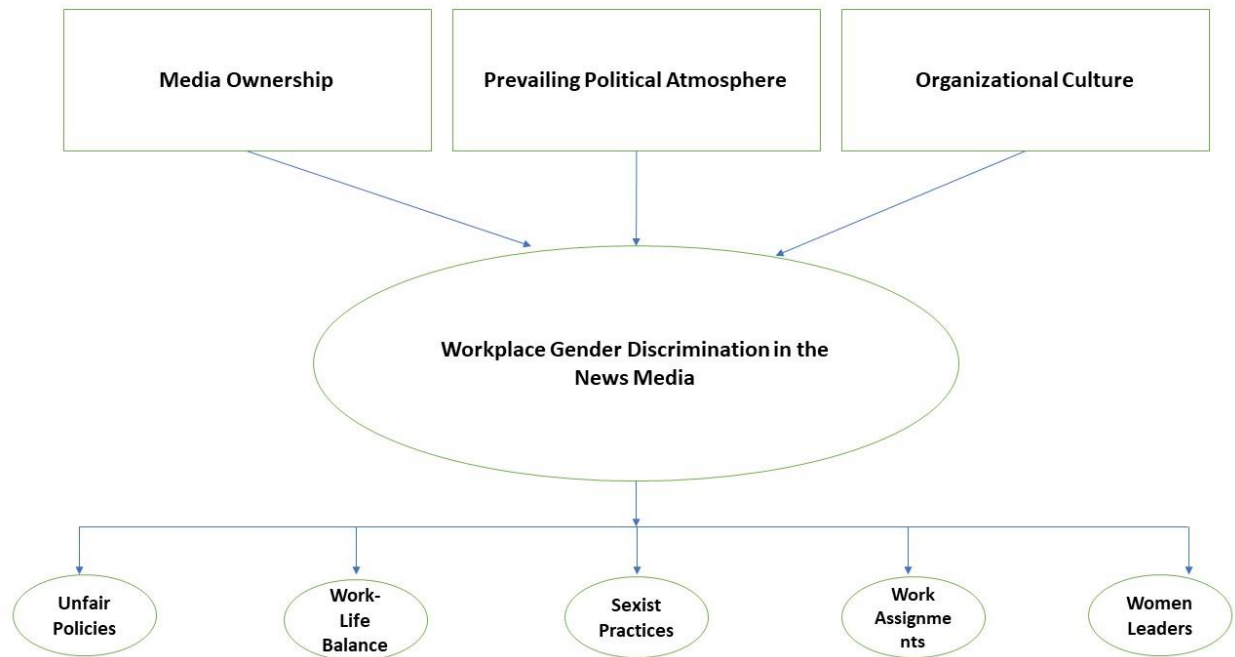 Media Ownership
Prevailing Political Atmosphere
Organizational Culture
Workplace Gender Discrimination in the
News Media
Unfair
Policies
Work-
Life
Balance
Sexist
Practices
Work
Assignme
nts
Women
Leaders